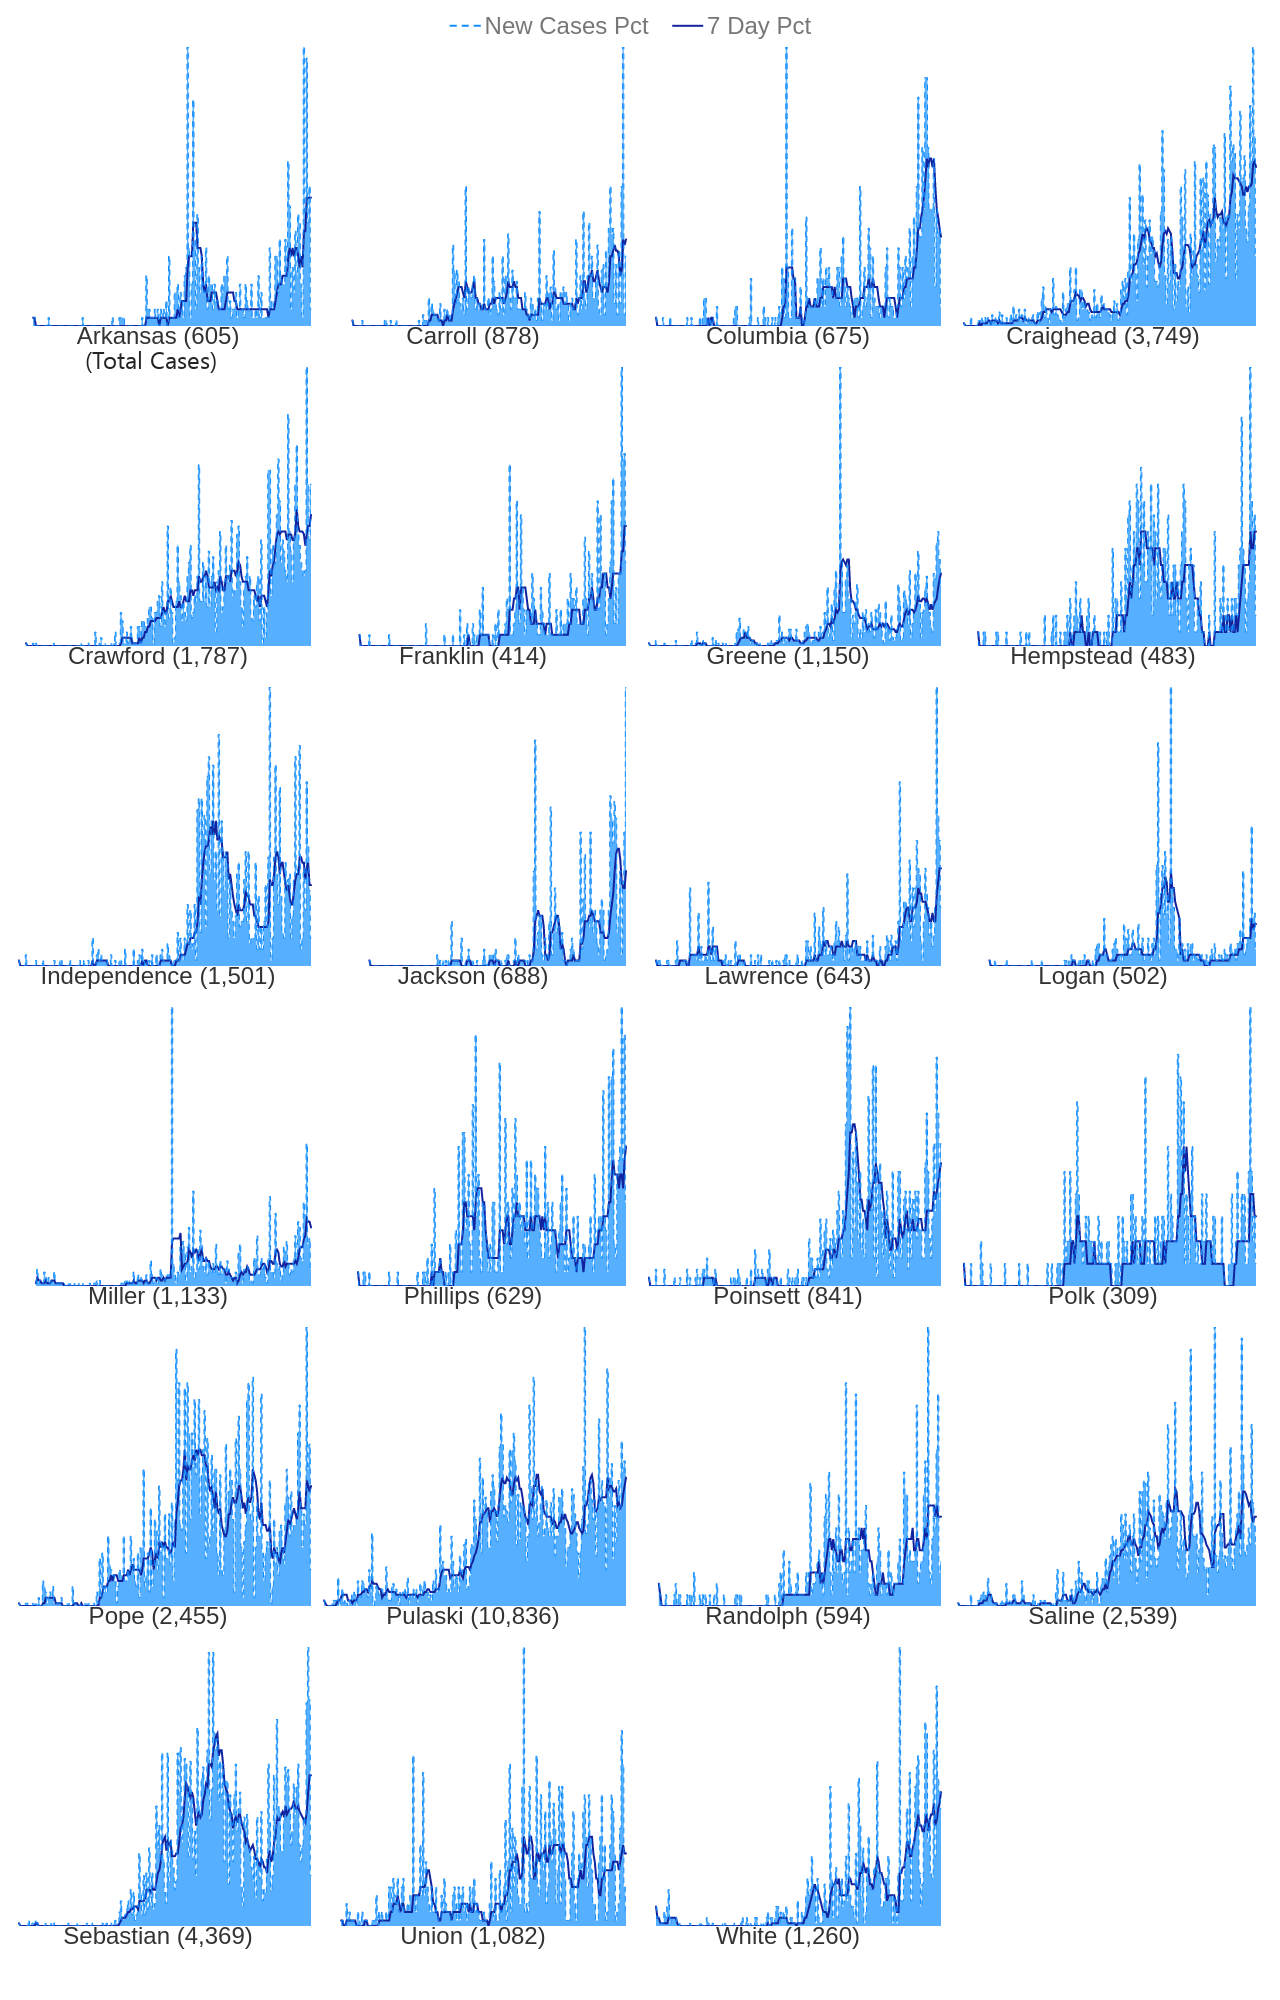 New Cases Pct 7 Day Pct
Arkansas (605) Carroll (878) Columbia (675) Craighead (3,749)
(Total Cases)
Crawford (1,787) Franklin (414) Greene (1,150) Hempstead (483)
Independence (1,501) Jackson (688) Lawrence (643) Logan (502)
Miller (1,133) Phillips (629) Poinsett (841) Polk (309)
Pope (2,455) Pulaski (10,836) Randolph (594) Saline (2,539)
Sebastian (4,369) Union (1,082) White (1,260)